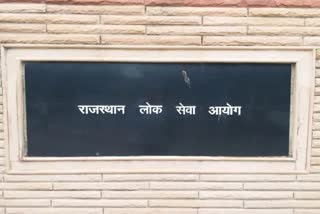 राजस्थान लोक सेवा आयोग